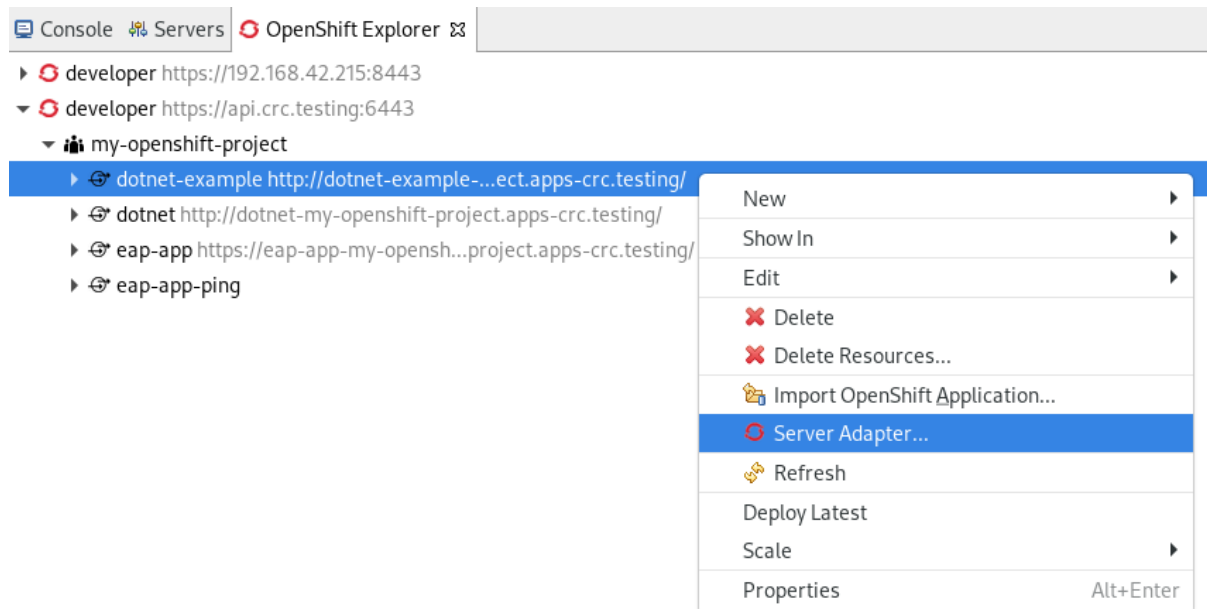 Console Servers OpenShift Explorer
developer https://192.168.42.215:8443
developer https://api.crc.testing:6443
my-openshift-project
dotnet-example http://dotnet-example-...ect.apps-crc.testing/
dotnet http://dotnet-my-openshift-project.apps-crc.testing/
eap-app https://eap-app-my-opensh...project.apps-crc.testing/
eap-app-ping
New
Show In
Edit
Delete
Delete Resources...
Import OpenShift Application...
Server Adapter...
Refresh
Deploy Latest
Scale
Properties Alt+Enter